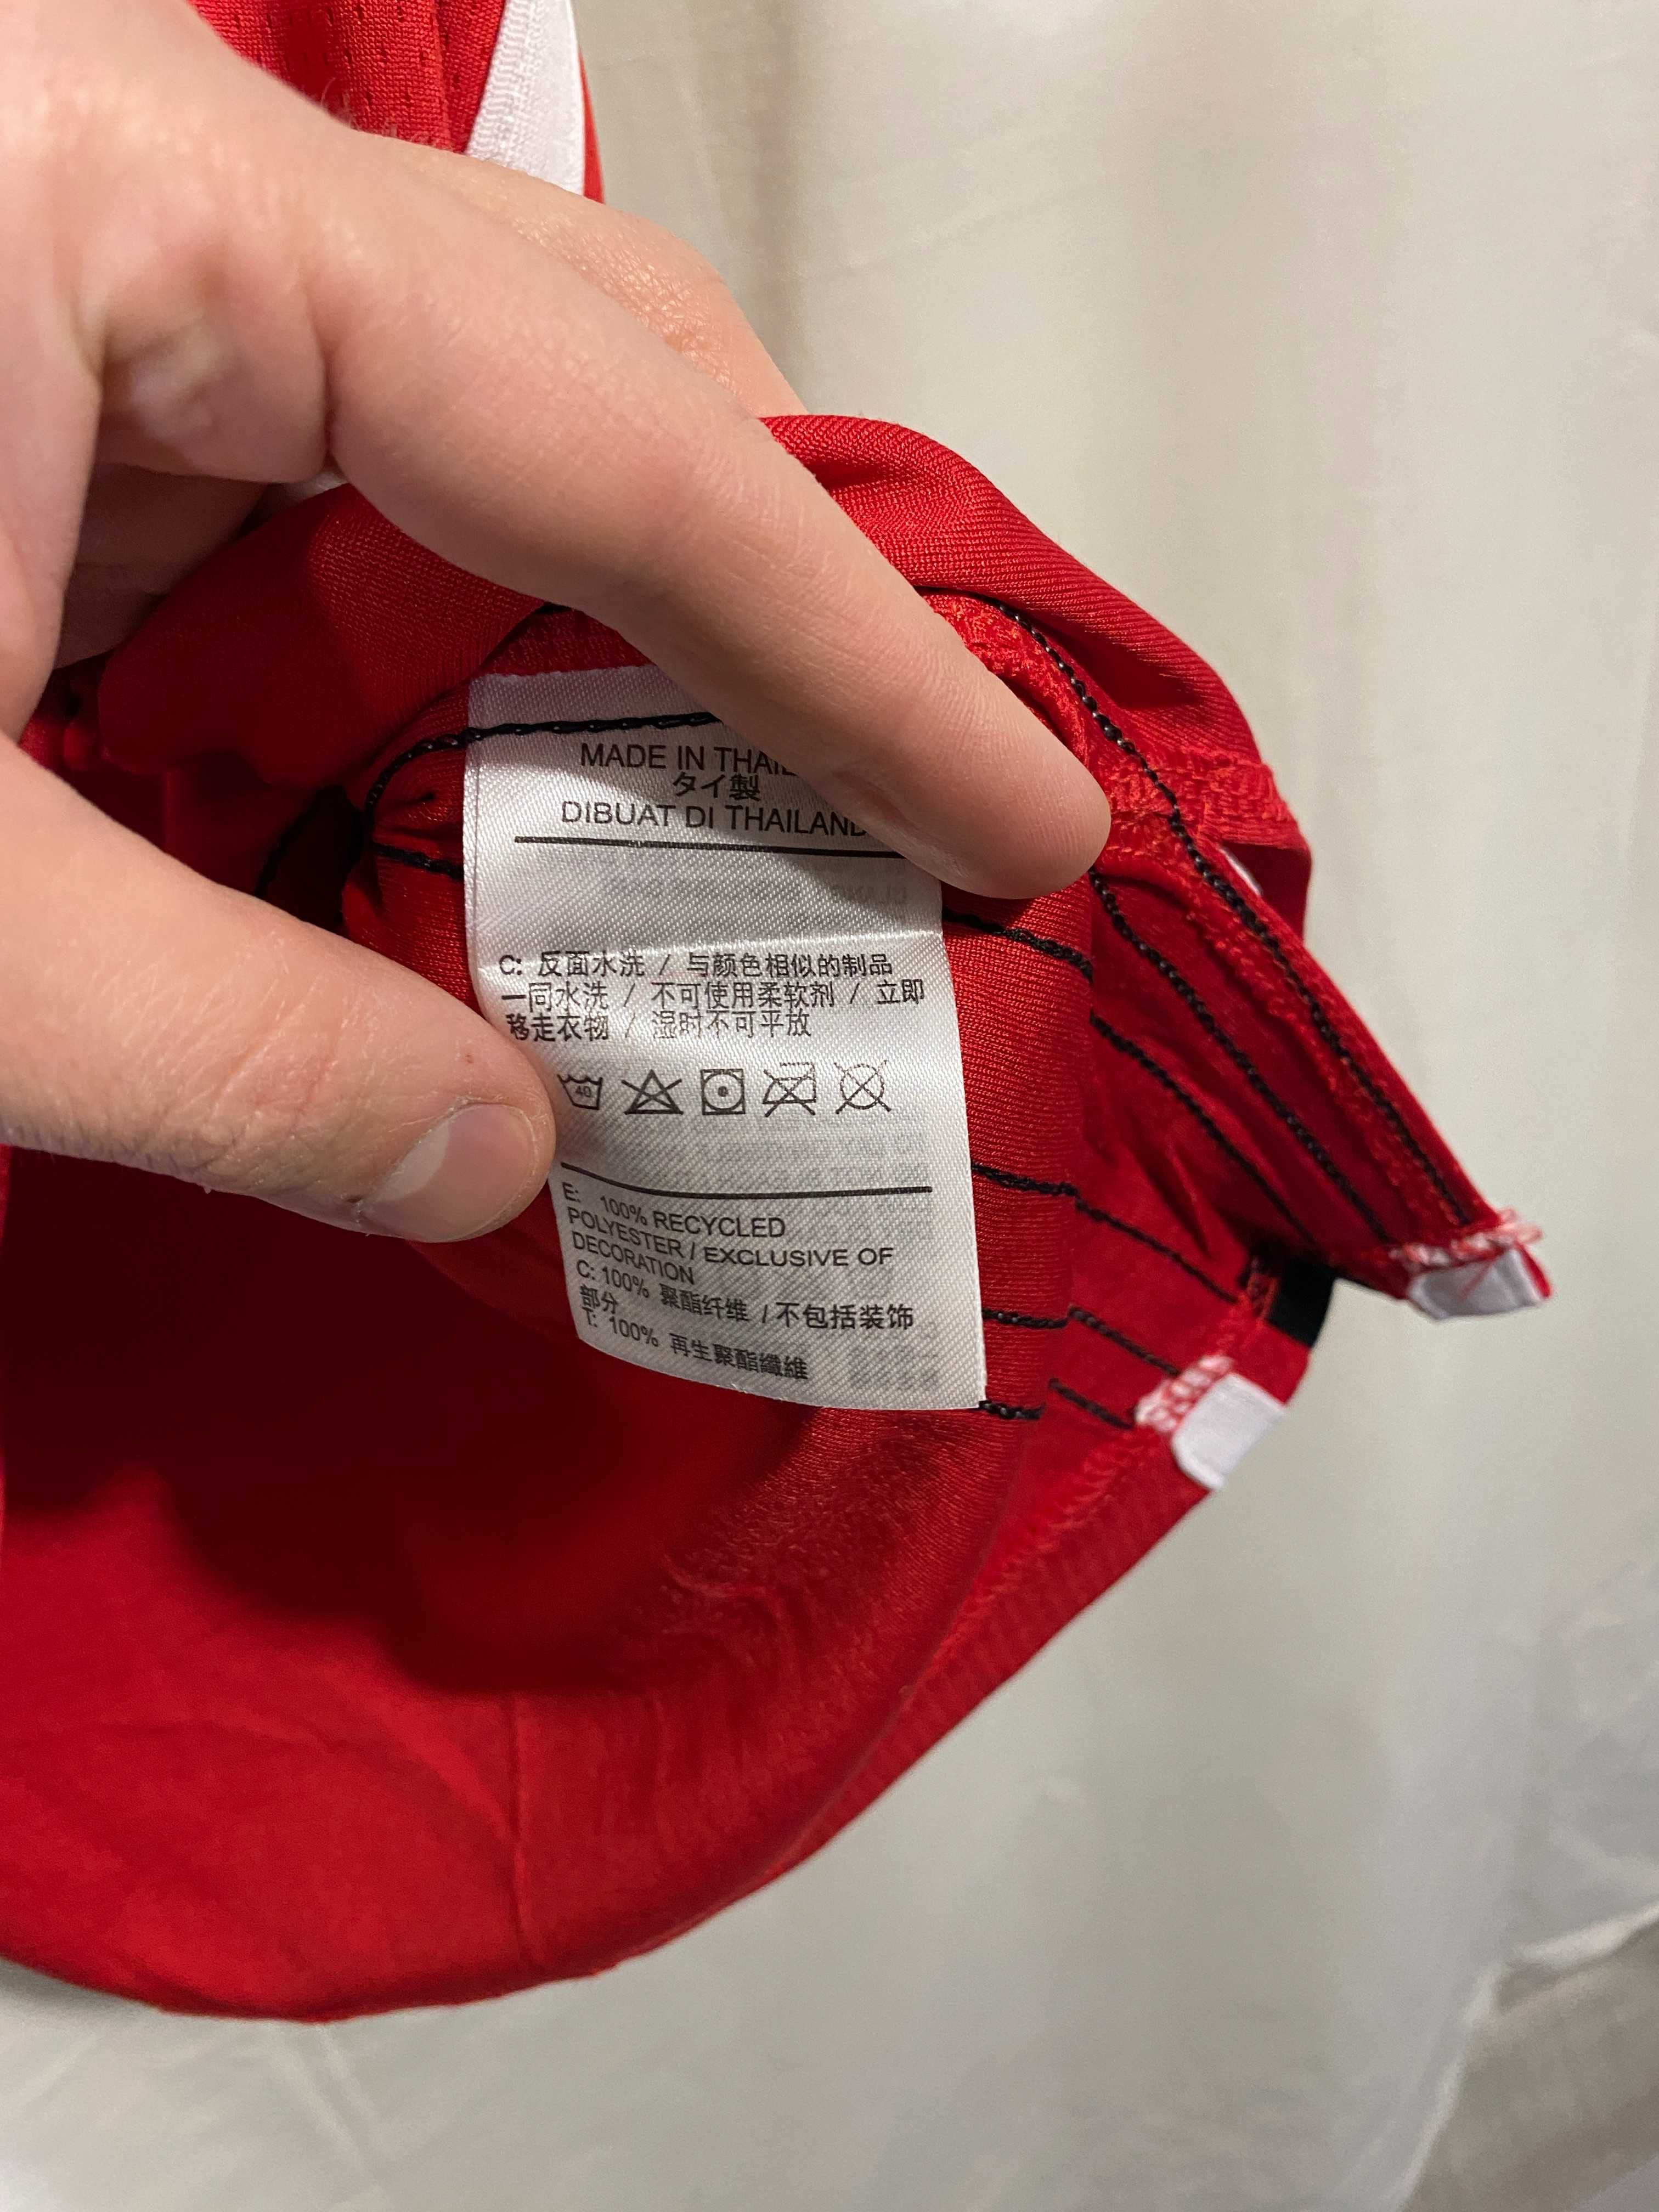 MADE IN
タイ製
DIBUAT DI THAILAND
C: 反面水洗 / 与颜色相似的制品
一同水洗 / 不可使用柔软剂 / 立即
移走衣物 / 湿时不可平放
40
E: 100% RECYCLED
POLYESTER / EXCLUSIVE OF
DECORATION
C: 100% 聚酯纤维 / 不包括装饰
部分
T: 100% 再生聚酯纖維